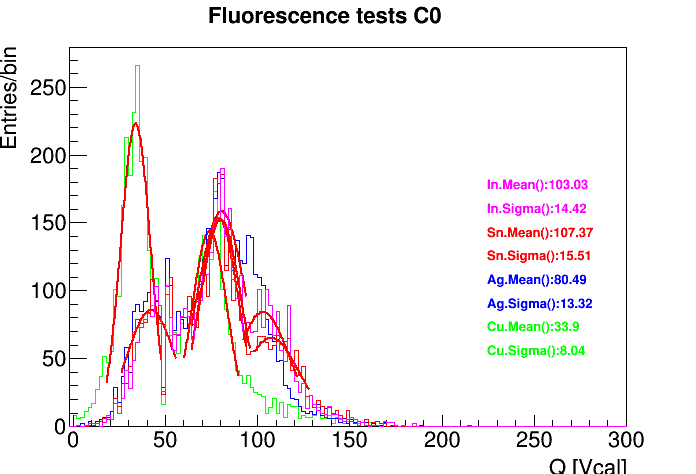 Fluorescence tests C0
Entries/bin
250
200
150
100
50
0
In.Mean():103.03
In.Sigma():14.42
Sn.Mean():107.37
Sn.Sigma():15.51
Ag.Mean():80.49
Ag.Sigma():13.32
Cu.Mean():33.9
Cu.Sigma():8.04
0 50 100 150 200 250 300
Q [Vcal]